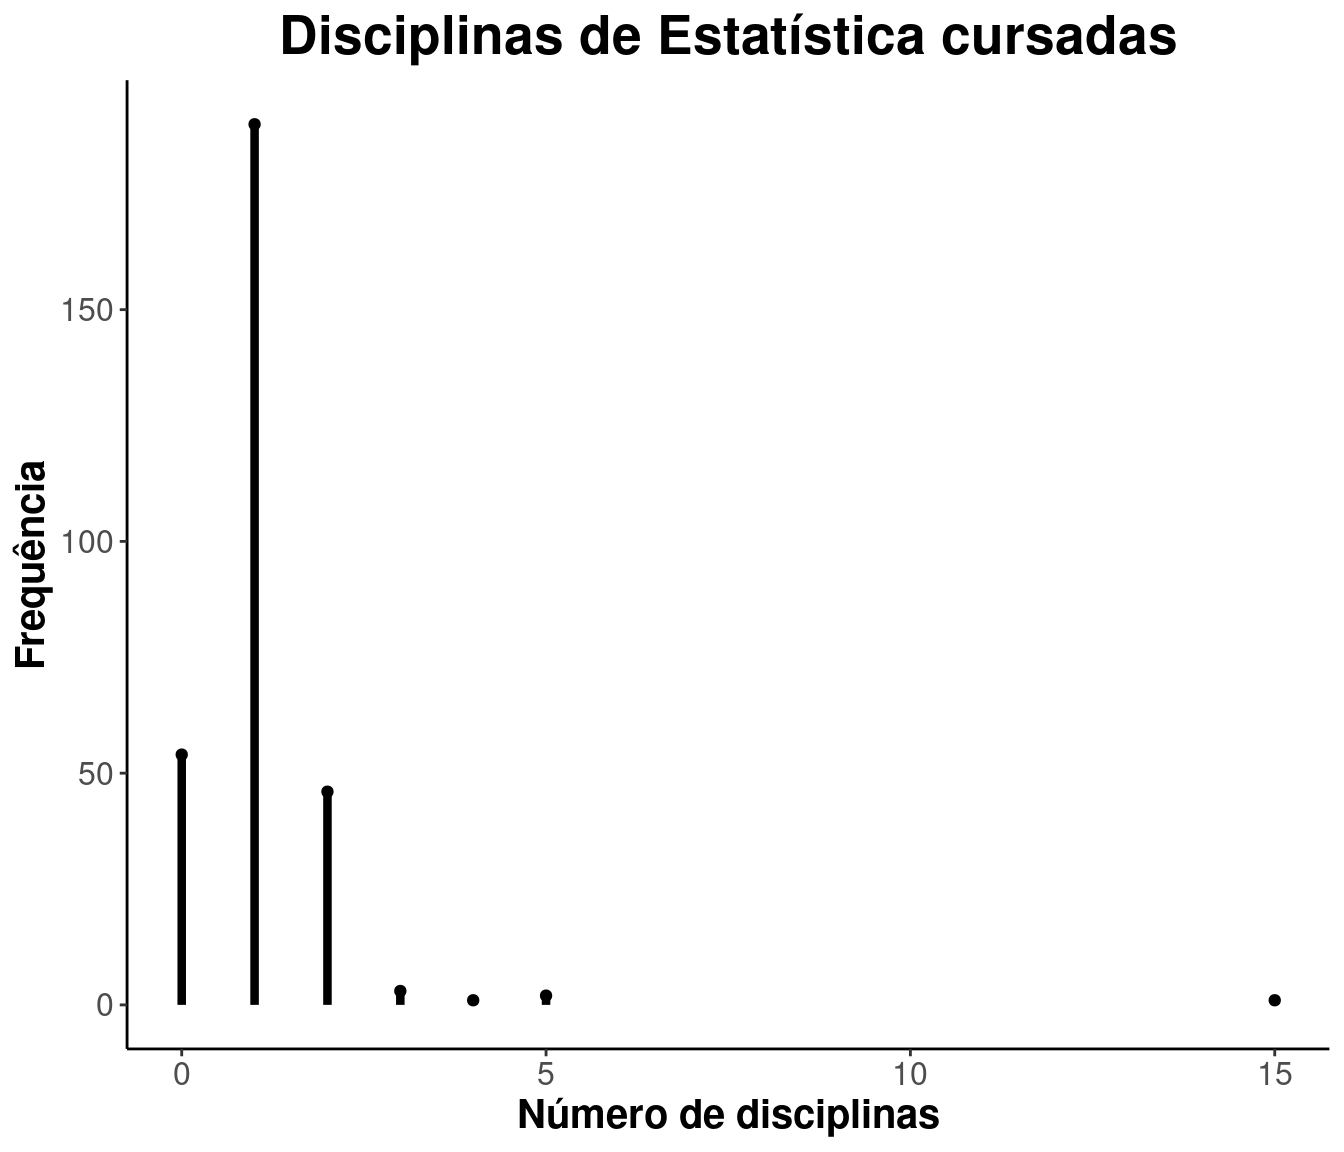 Disciplinas de Estatística cursadas
Frequência
150
100
50
0
0 5 10 15
Número de disciplinas